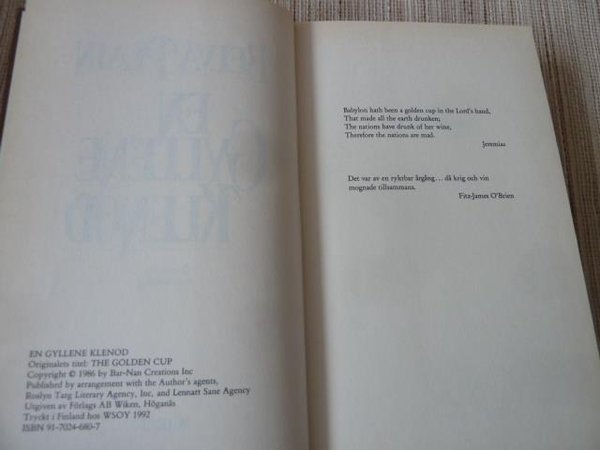 EN GYLLENE KLENOD
Originalets titel: THE GOLDEN CUP
Copyright © 1986 by Bar-Nan Creations Inc
Published by arrangement with the Author's agents,
Roslyn Targ Literary Agency, Inc and Lennart Sane Agency
Utgiven av Förlags AB Wiken, Höganäs
Tryckt i Finland hos WSOY 1992
ISBN 91-7024-680-7
Babylon hath been a golden cup in the Lord's hand,
That made all the earth drunken;
The nations have drunk of her wine,
Therefore the nations are mad.
Jeremias
Det var av en ryktbar årgång... då krig och vin
mognade tillsammans.
Fitz-James O'Brien